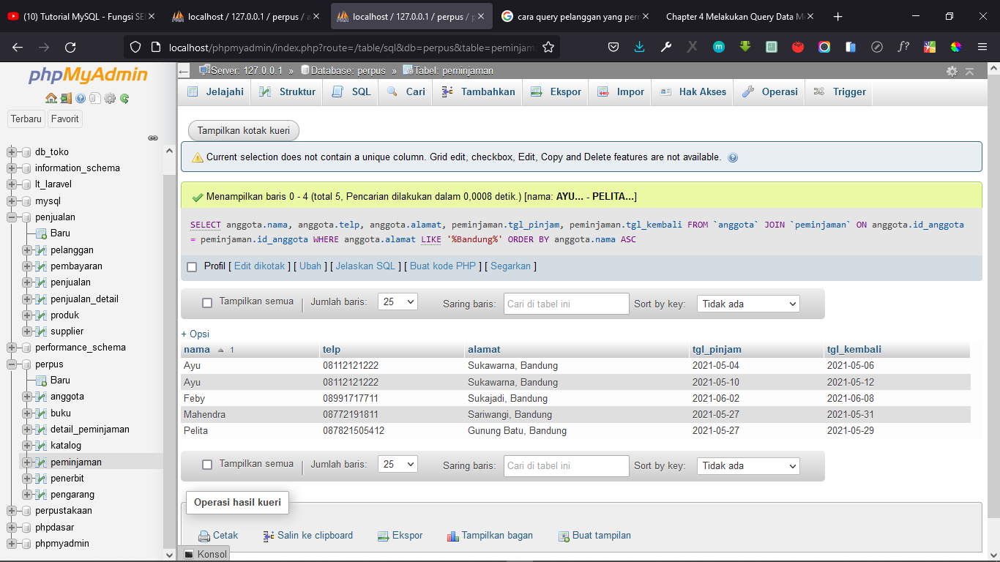 (10) Tutorial MySQL - Fungsi SEL
localhost / 127.0.0.1 / perpus / a
localhost / 127.0.0.1 / perpus / p
cara query pelanggan yang per
Chapter 4 Melakukan Query Data M
localhost/phpmyadmin/index.php?route=/table/sql&db=perpus&table=peminjam
phpMyAdmin
Terbaru
Favorit
db_toko
information_schema
lt_laravel
mysql
penjualan
Baru
pelanggan
pembayaran
penjualan
penjualan_detail
produk
supplier
performance_schema
perpus
Baru
anggota
buku
detail_peminjaman
katalog
peminjaman
penerbit
pengarang
perpustakaan
phpdasar
phpmyadmin
Server: 127.0.0.1 » Database: perpus » Tabel: peminjaman
Jelajahi Struktur SQL Cari Tambahkan Ekspor Impor Hak Akses Operasi Trigger
Tampilkan kotak kueri
Current selection does not contain a unique column. Grid edit, checkbox, Edit, Copy and Delete features are not available.
Menampilkan baris 0 - 4 (total 5, Pencarian dilakukan dalam 0,0008 detik.) [nama: AYU... - PELITA...]
SELECT anggota.nama, anggota.telp, anggota.alamat, peminjaman.tgl_pinjam, peminjaman.tgl_kembali FROM `anggota` JOIN `peminjaman` ON anggota.id_anggota
= peminjaman.id_anggota WHERE anggota.alamat LIKE '%Bandung%' ORDER BY anggota.nama ASC
Profil [ Edit dikotak ] [ Ubah ] [ Jelaskan SQL ] [ Buat kode PHP ] [ Segarkan ]
Tampilkan semua Jumlah baris: 25 Saring baris: Cari di tabel ini Sort by key: Tidak ada
+ Opsi
nama 1 telp alamat tgl_pinjam tgl_kembali
Ayu 08112121222 Sukawarna, Bandung 2021-05-04 2021-05-06
Ayu 08112121222 Sukawarna, Bandung 2021-05-10 2021-05-12
Feby 08991717711 Sukajadi, Bandung 2021-06-02 2021-06-08
Mahendra 08772191811 Sariwangi, Bandung 2021-05-27 2021-05-31
Pelita 087821505412 Gunung Batu, Bandung 2021-05-27 2021-05-29
Tampilkan semua Jumlah baris: 25 Saring baris: Cari di tabel ini Sort by key: Tidak ada
Operasi hasil kueri
Cetak Salin ke clipboard Ekspor Tampilkan bagan Buat tampilan
Konsol